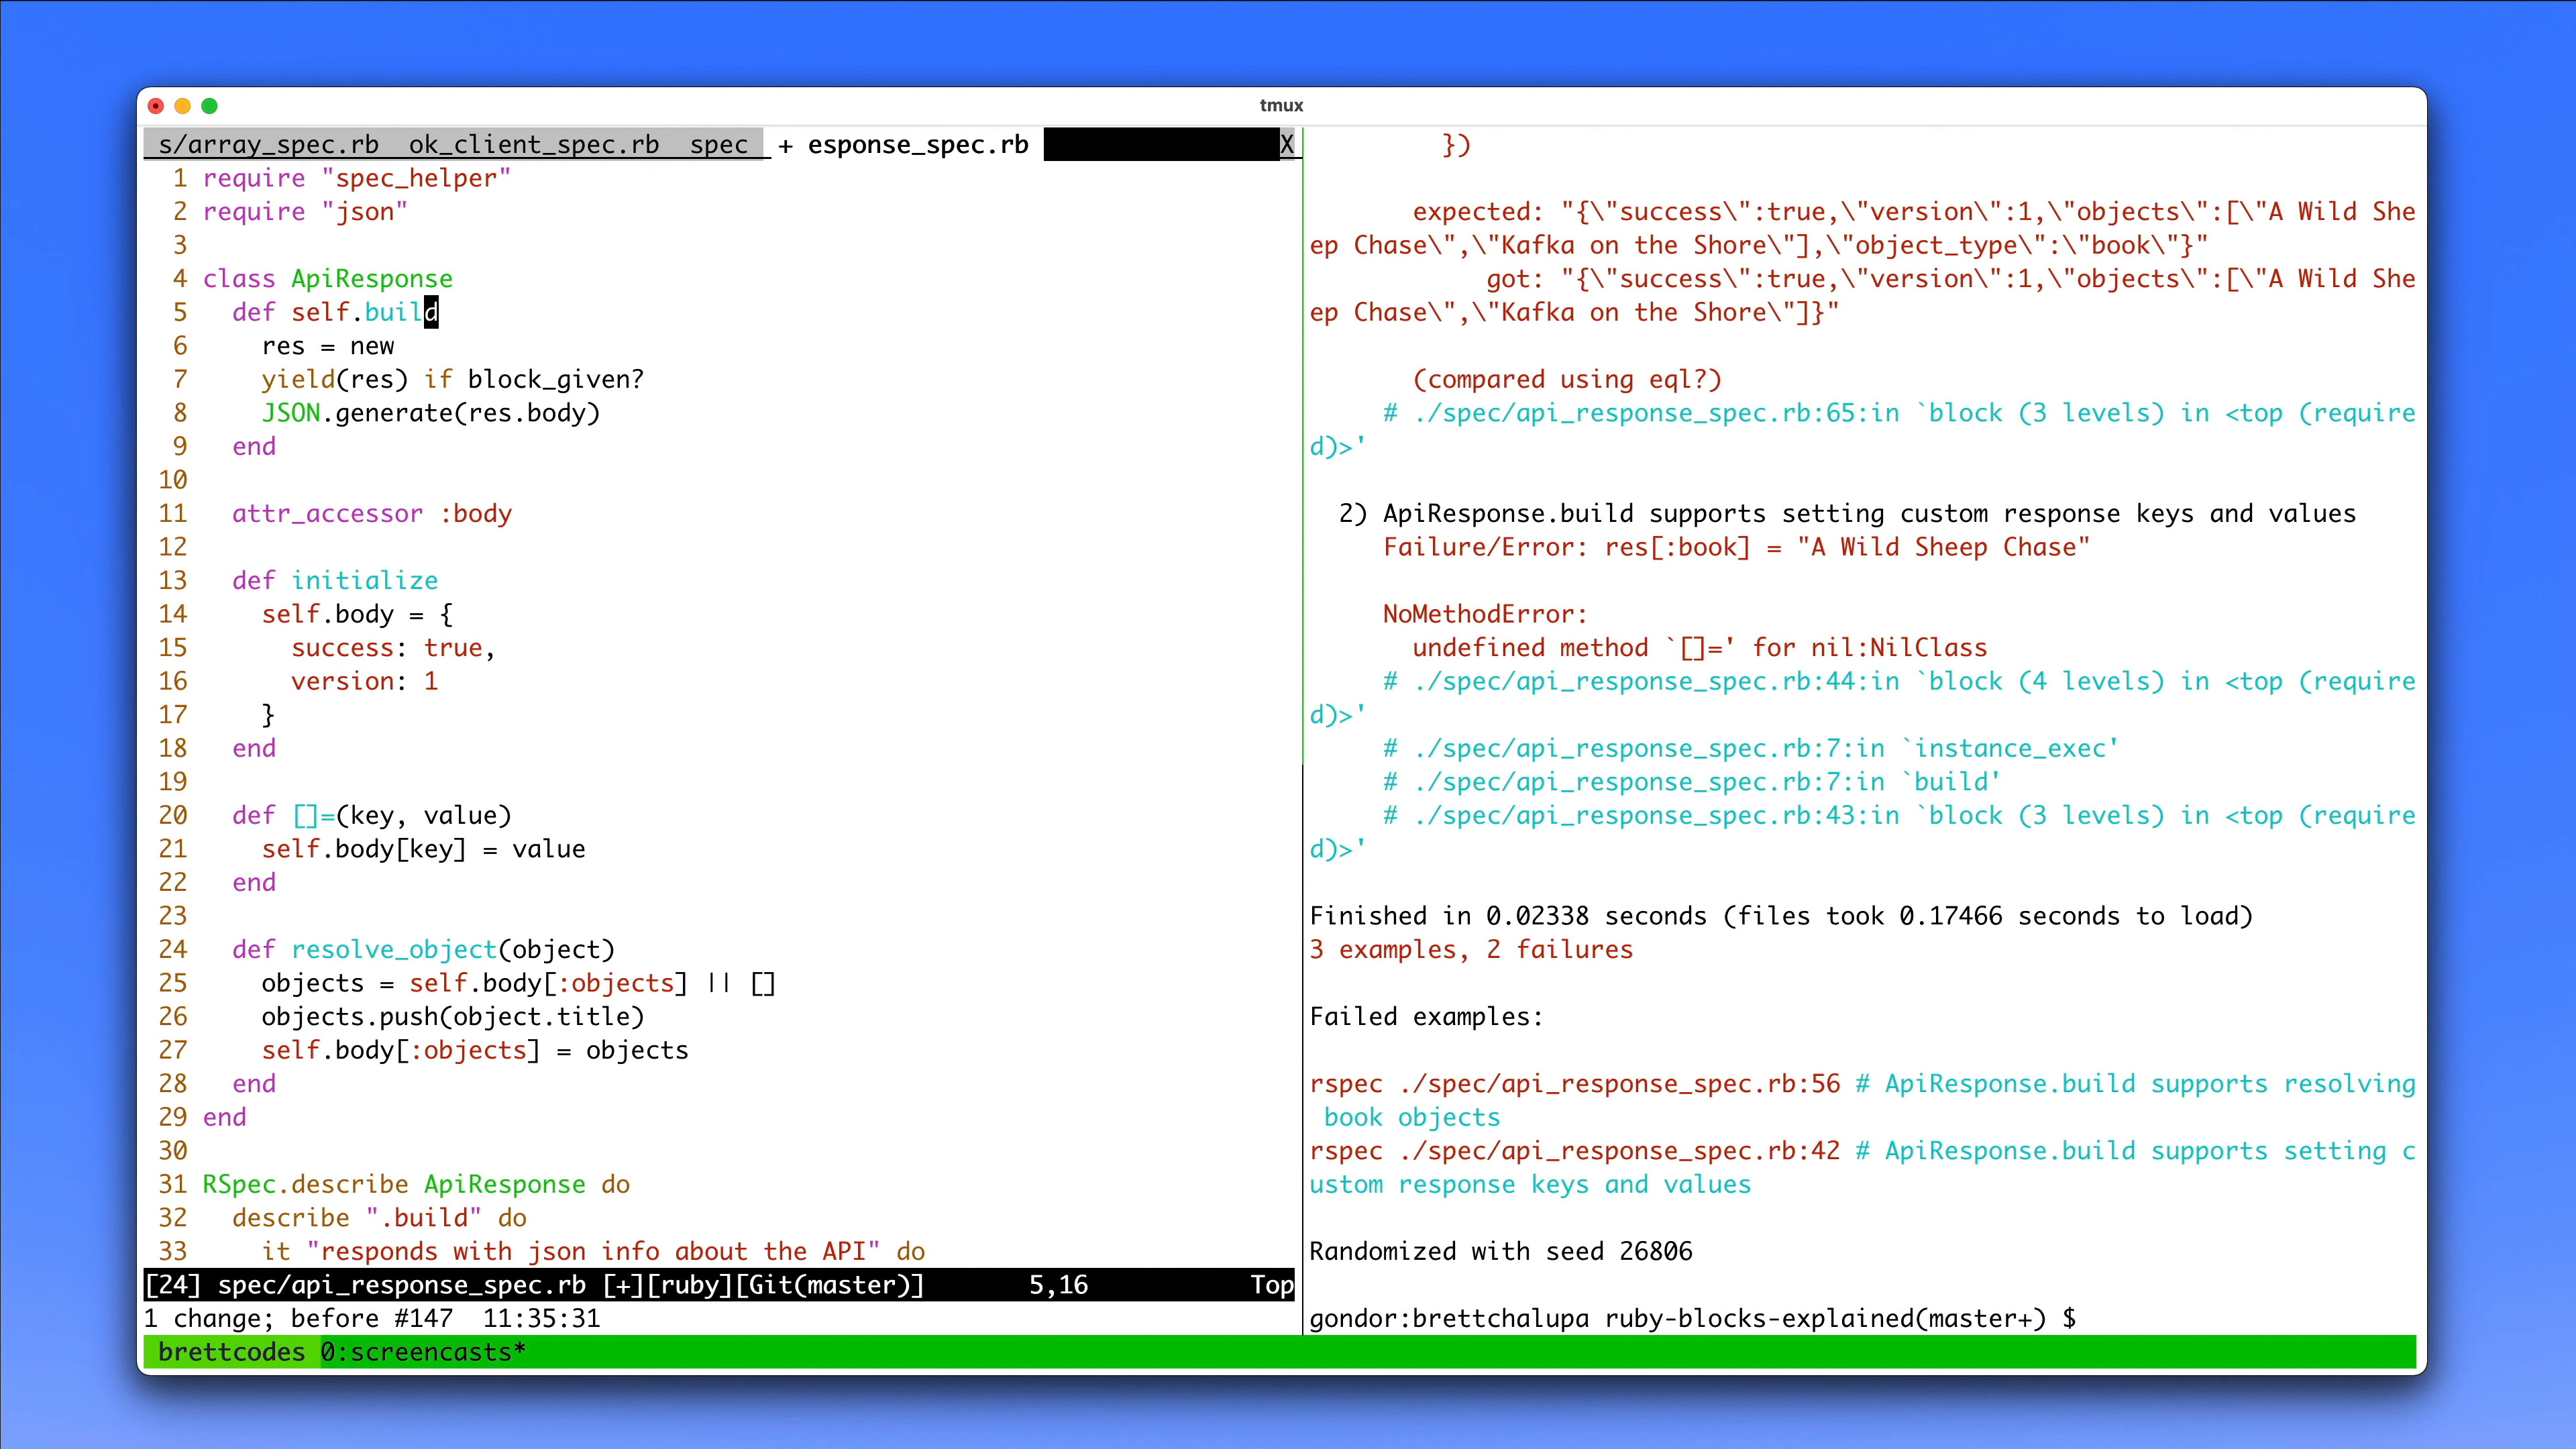 tmux
s/array_spec.rb  ok_client_spec.rb  spec  + esponse_spec.rb  X
1 require "spec_helper"
2 require "json"
3
4 class ApiResponse
5   def self.build
6     res = new
7     yield(res) if block_given?
8     JSON.generate(res.body)
9   end
10
11   attr_accessor :body
12
13   def initialize
14     self.body = {
15       success: true,
16       version: 1
17     }
18   end
19
20   def []=(key, value)
21     self.body[key] = value
22   end
23
24   def resolve_object(object)
25     objects = self.body[:objects] || []
26     objects.push(object.title)
27     self.body[:objects] = objects
28   end
29 end
30
31 RSpec.describe ApiResponse do
32   describe ".build" do
33     it "responds with json info about the API" do
[24] spec/api_response_spec.rb [+][ruby][Git(master)]       5,16           Top
1 change; before #147  11:35:31
         })
       expected: "{\"success\":true,\"version\":1,\"objects\":[\"A Wild She
ep Chase\",\"Kafka on the Shore\"],\"object_type\":\"book\"}"
            got: "{\"success\":true,\"version\":1,\"objects\":[\"A Wild She
ep Chase\",\"Kafka on the Shore\"]}"
       (compared using eql?)
     # ./spec/api_response_spec.rb:65:in `block (3 levels) in <top (require
d)>'
  2) ApiResponse.build supports setting custom response keys and values
     Failure/Error: res[:book] = "A Wild Sheep Chase"
     NoMethodError:
       undefined method `[]=' for nil:NilClass
     # ./spec/api_response_spec.rb:44:in `block (4 levels) in <top (require
d)>'
     # ./spec/api_response_spec.rb:7:in `instance_exec'
     # ./spec/api_response_spec.rb:7:in `build'
     # ./spec/api_response_spec.rb:43:in `block (3 levels) in <top (require
d)>'
Finished in 0.02338 seconds (files took 0.17466 seconds to load)
3 examples, 2 failures
Failed examples:
rspec ./spec/api_response_spec.rb:56 # ApiResponse.build supports resolving
 book objects
rspec ./spec/api_response_spec.rb:42 # ApiResponse.build supports setting c
ustom response keys and values
Randomized with seed 26806
gondor:brettchalupa ruby-blocks-explained(master+) $
brettcodes 0:screencasts*